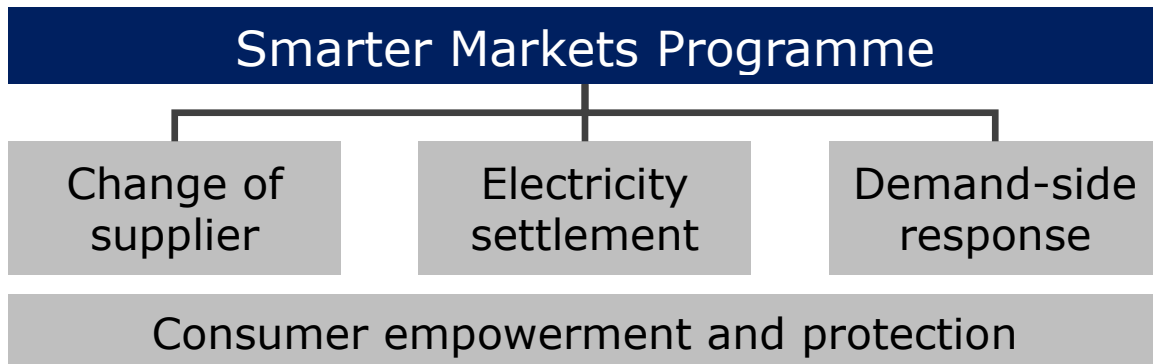 Smarter Markets Programme
Change of
supplier
Electricity
settlement
Demand-side
response
Consumer empowerment and protection